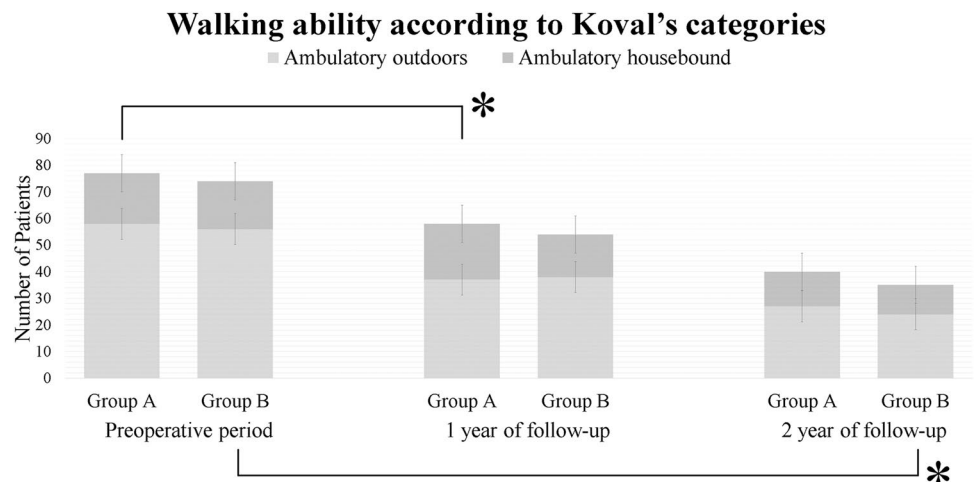 Walking ability according to Koval's categories
Ambulatory outdoors Ambulatory housebound
*
Number of Patients
90
80
70
60
50
40
30
20
10
0
Group A Group B Group A Group B Group A Group B
Preoperative period 1 year of follow-up 2 year of follow-up
*